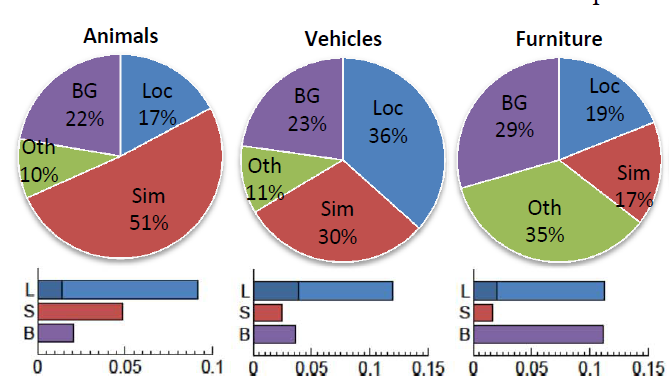 Animals
BG
22%
Loc
17%
Oth
10%
Sim
51%
L
S
B
0
0.05
0.1
Vehicles
BG
23%
Loc
36%
Oth
11%
Sim
30%
L
S
B
0
0.05
0.1
0.15
Furniture
BG
29%
Loc
19%
Sim
17%
Oth
35%
L
S
B
0
0.05
0.1
0.15